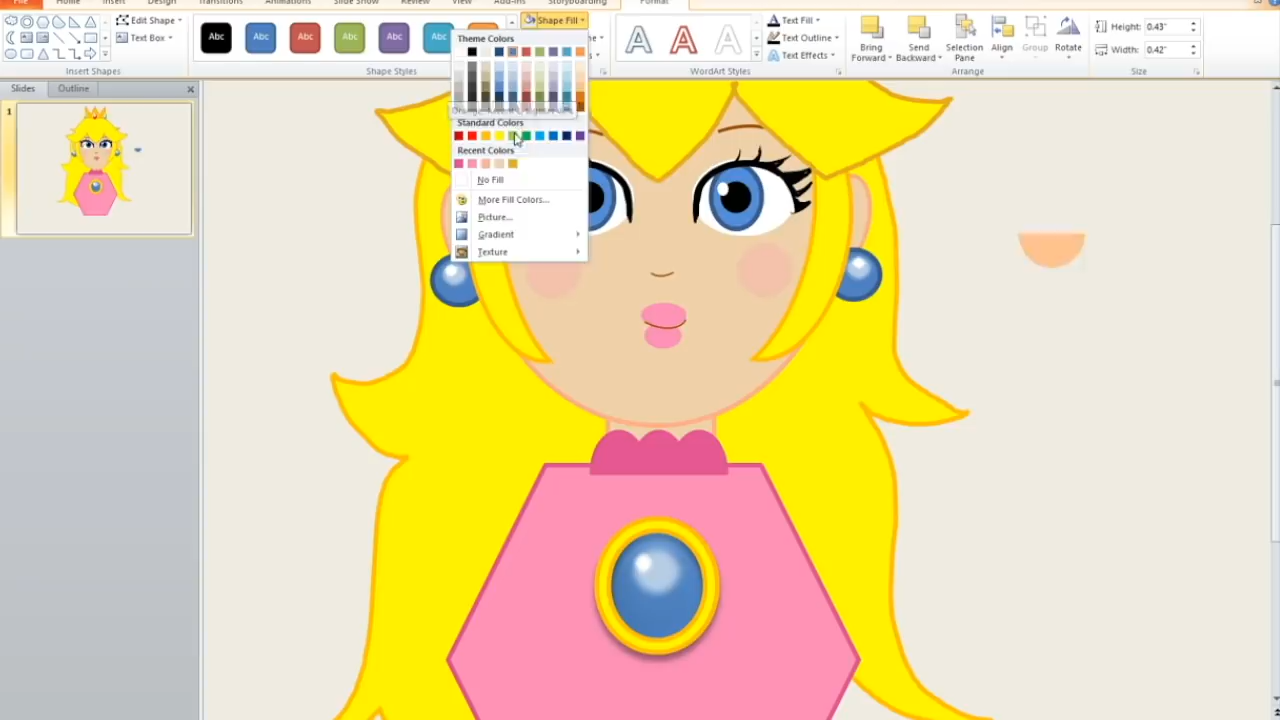 File Home Insert Design Transitions Animations Slide Show Review View Add-Ins Storyboarding Format
Edit Shape
Text Box
Insert Shapes
Abc Abc Abc Abc Abc Abc
Shape Styles
Shape Fill
Theme Colors
Standard Colors
Recent Colors
No Fill
More Fill Colors...
Picture...
Gradient
Texture
A A A
WordArt Styles
Text Fill
Text Outline
Text Effects
Bring Forward
Send Backward
Selection Pane
Align
Group
Rotate
Arrange
Height: 0.43"
Width: 0.42"
Size
Slides Outline
1